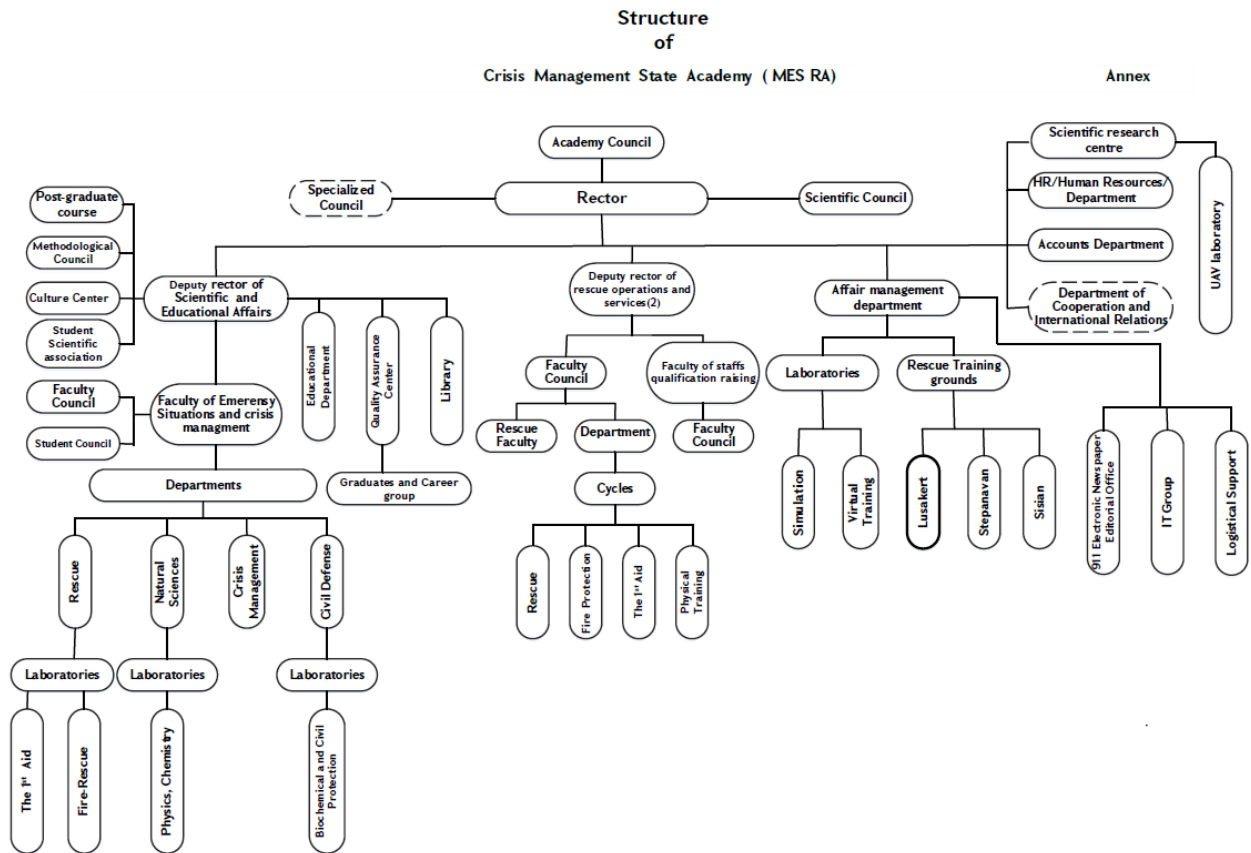 Structure
of
Crisis Management State Academy ( MES RA)
Annex
Academy Council
Specialized
Council
Rector
Scientific Council
Scientific research
centre
HR/Human Resources/
Department
Accounts Department
Department of
Cooperation and
International Relations
UAV laboratory
Post-graduate
course
Methodological
Council
Culture Center
Student
Scientific association
Deputy rector of
Scientific and
Educational Affairs
Deputy rector of
rescue operations and
services(2)
Affair management
department
Faculty
Council
Student Council
Faculty of Emerensy
Situations and crisis
managment
Educational
Department
Quality Assurance
Center
Library
Graduates and Career
group
Faculty
Council
Faculty of staffs
qualification raising
Rescue
Faculty
Department
Faculty
Council
Cycles
Rescue
Fire Protection
The 1st Aid
Physical
Training
Laboratories
Rescue Training
grounds
Simulation
Virtual
Training
Lusakert
Stepanavan
Sisian
911 Electronic Newspaper
Editorial Office
IT Group
Logistical Support
Departments
Rescue
Natural
Sciences
Crisis
Management
Civil Defense
Laboratories
Laboratories
Laboratories
The 1st Aid
Fire-Rescue
Physics, Chemistry
Biochemical and Civil
Protection